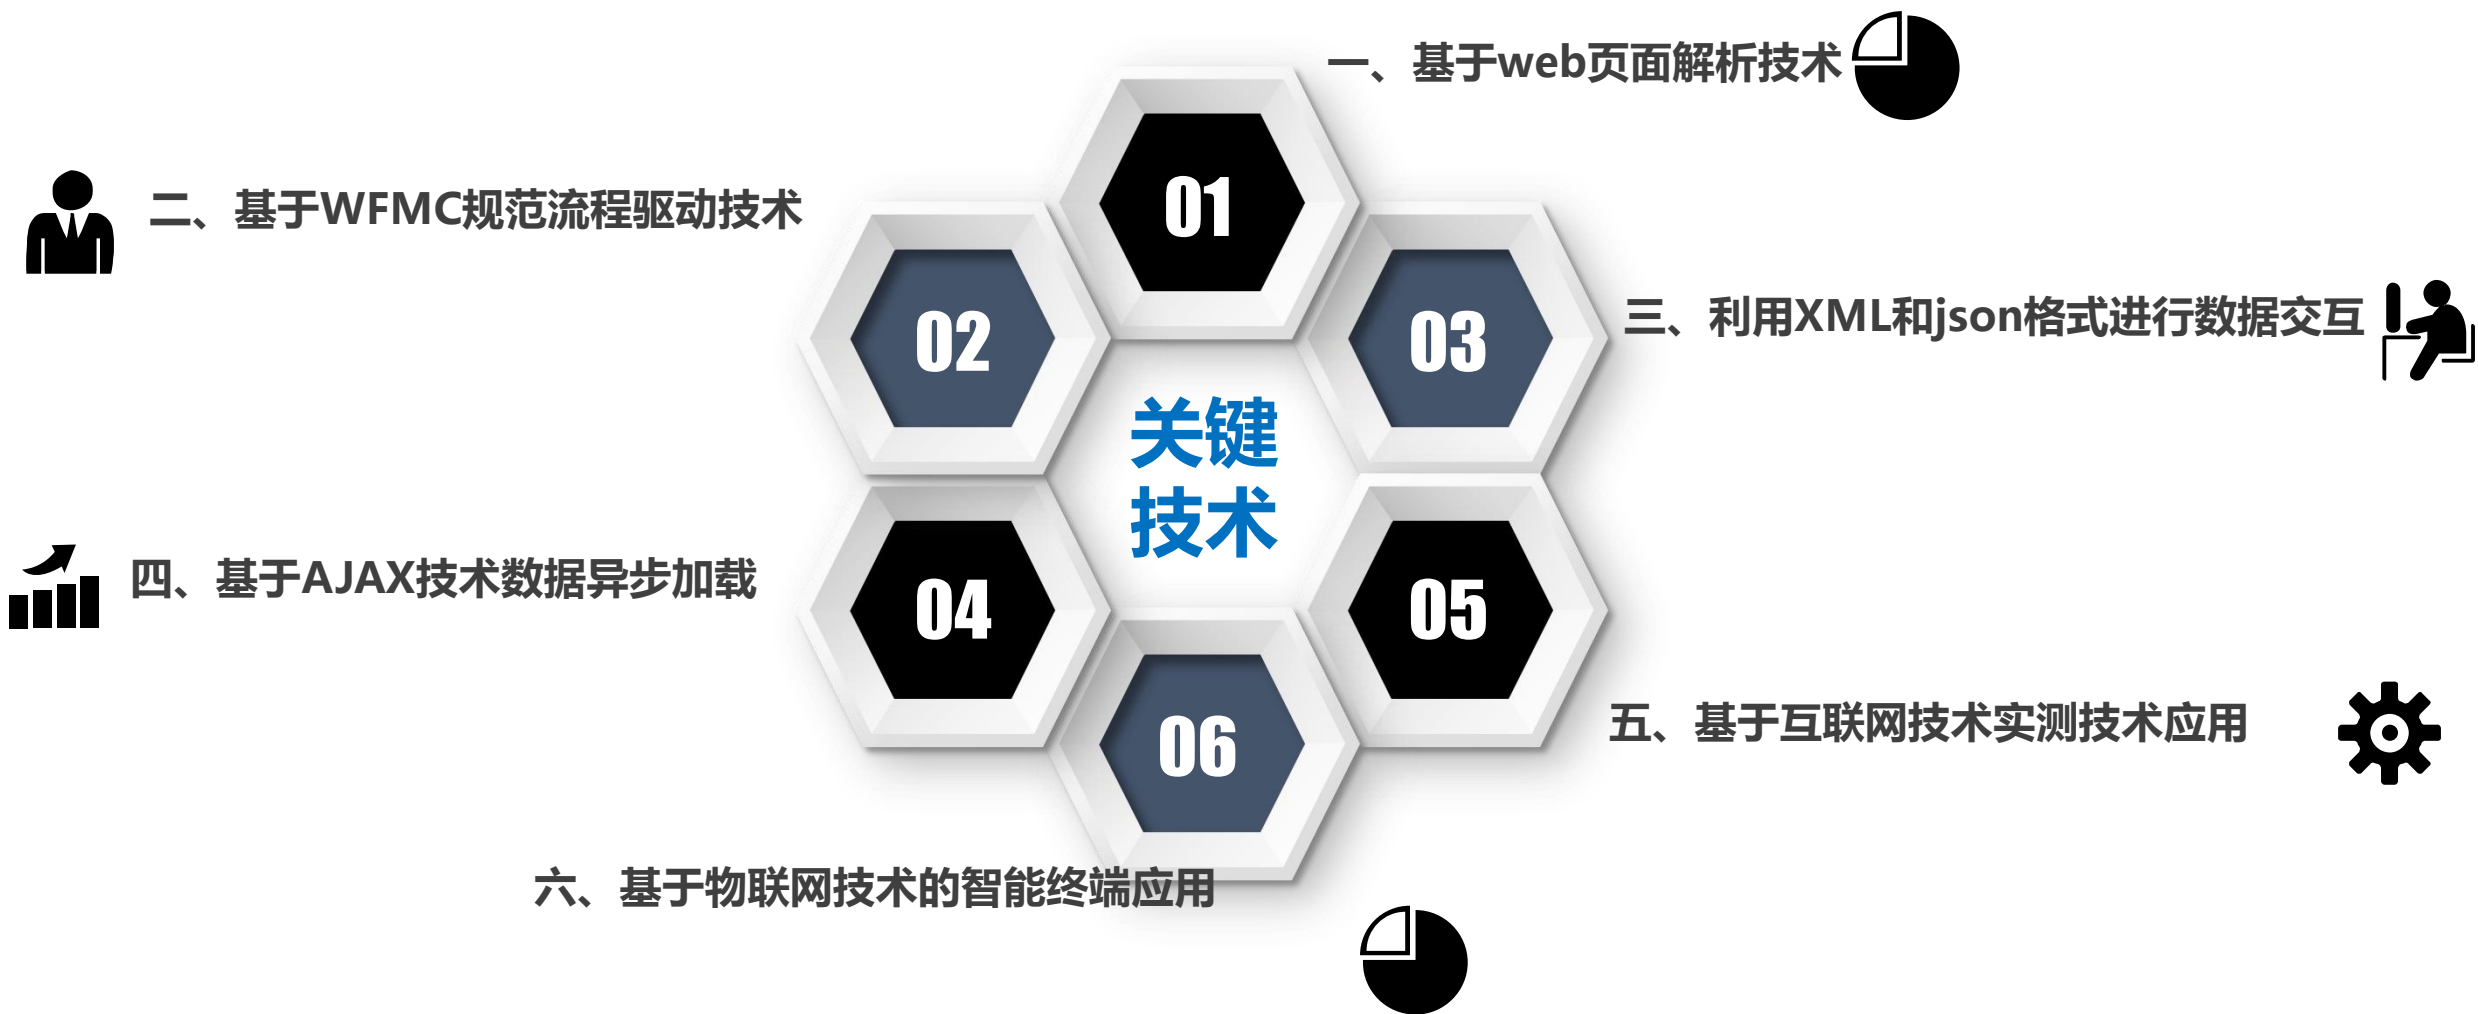 一、基于web页面解析技术
01
二、基于WFMC规范流程驱动技术
02
03
三、利用XML和json格式进行数据交互
关键
技术
四、基于AJAX技术数据异步加载
04
05
五、基于互联网技术实测技术应用
06
六、基于物联网技术的智能终端应用